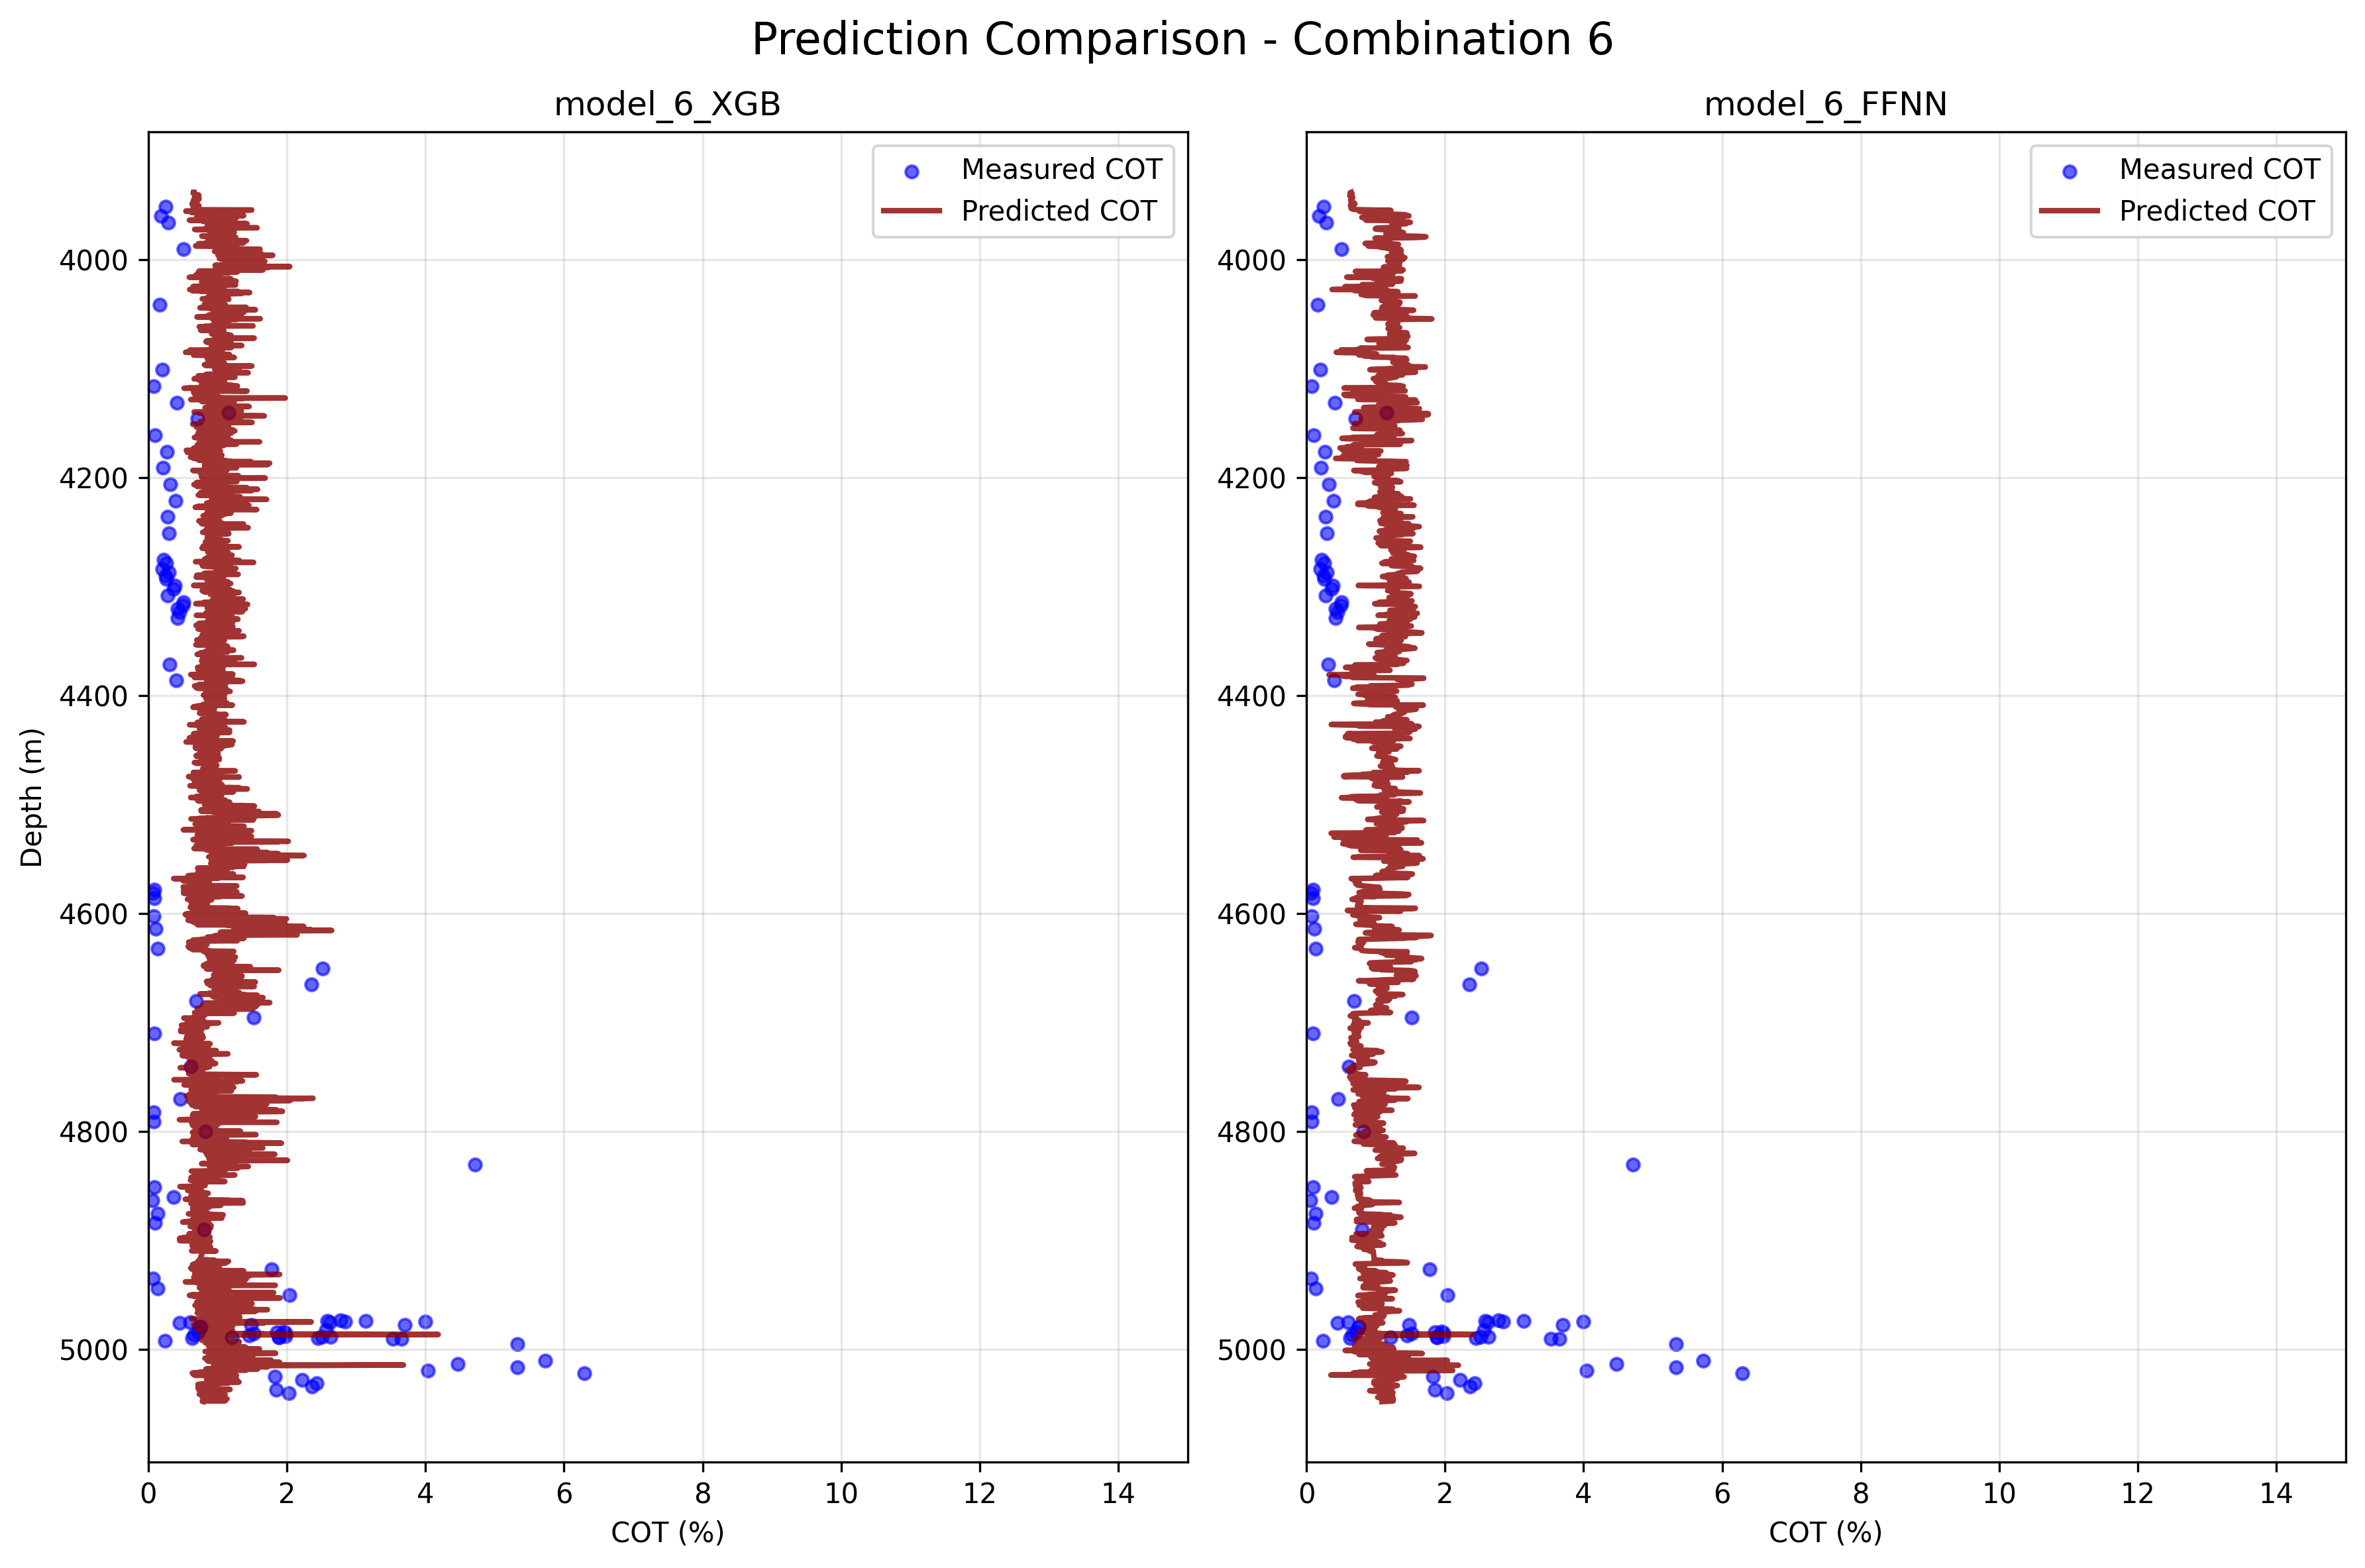 Prediction Comparison - Combination 6
model_6_XGB
Measured COT
Predicted COT
4000
4200
4400
4600
4800
5000
Depth (m)
0 2 4 6 8 10 12 14
COT (%)
model_6_FFNN
Measured COT
Predicted COT
4000
4200
4400
4600
4800
5000
0 2 4 6 8 10 12 14
COT (%)